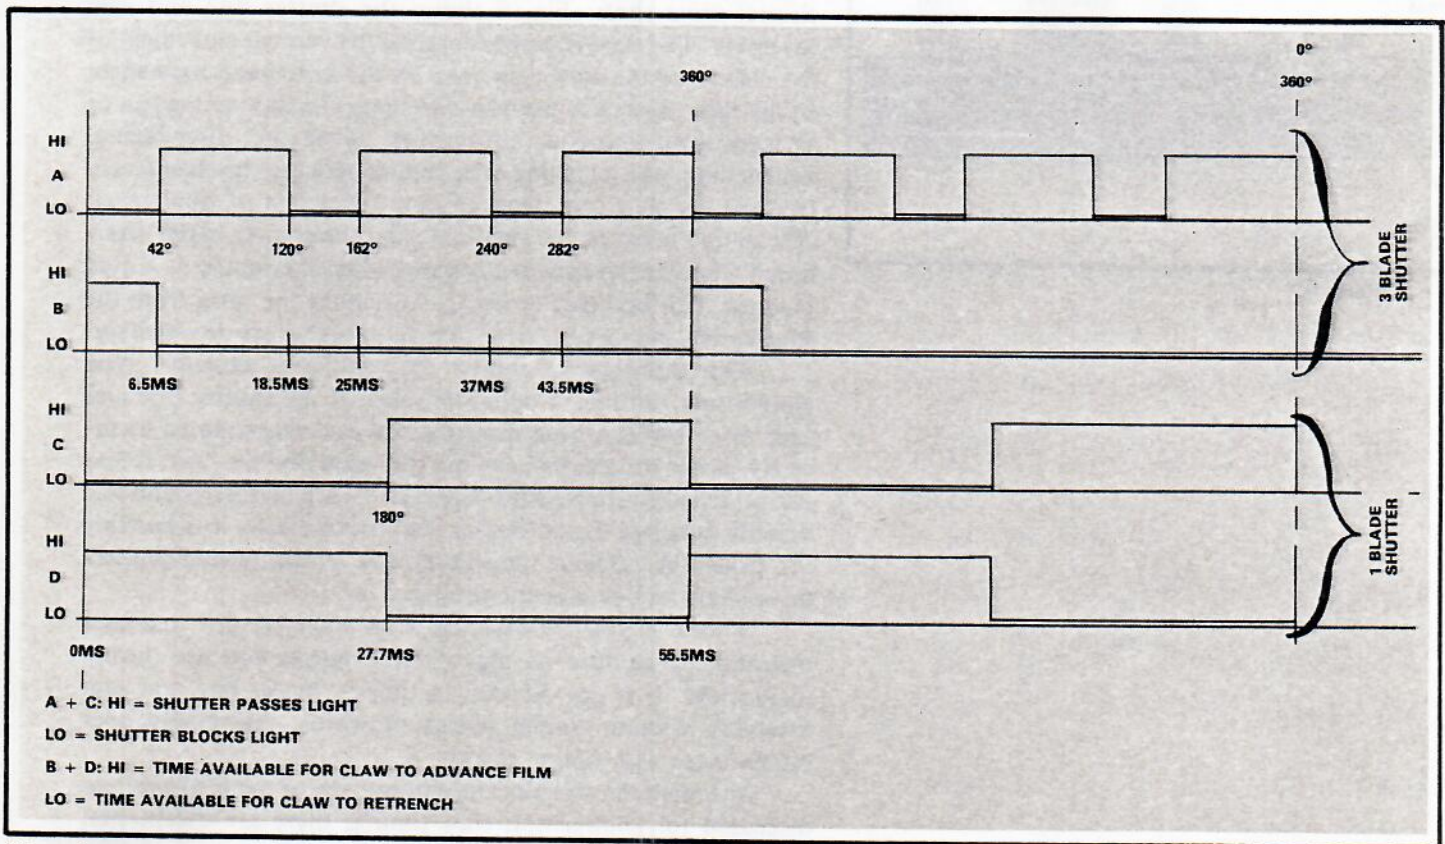 0°
360°
360°
HI
A
LO
42°
120°
162°
240°
282°
HI
B
LO
3 BLADE
SHUTTER
6.5MS
18.5MS
25MS
37MS
43.5MS
HI
C
LO
180°
HI
D
LO
1 BLADE
SHUTTER
0MS
27.7MS
55.5MS
A + C: HI = SHUTTER PASSES LIGHT
LO = SHUTTER BLOCKS LIGHT
B + D: HI = TIME AVAILABLE FOR CLAW TO ADVANCE FILM
LO = TIME AVAILABLE FOR CLAW TO RETRENCH